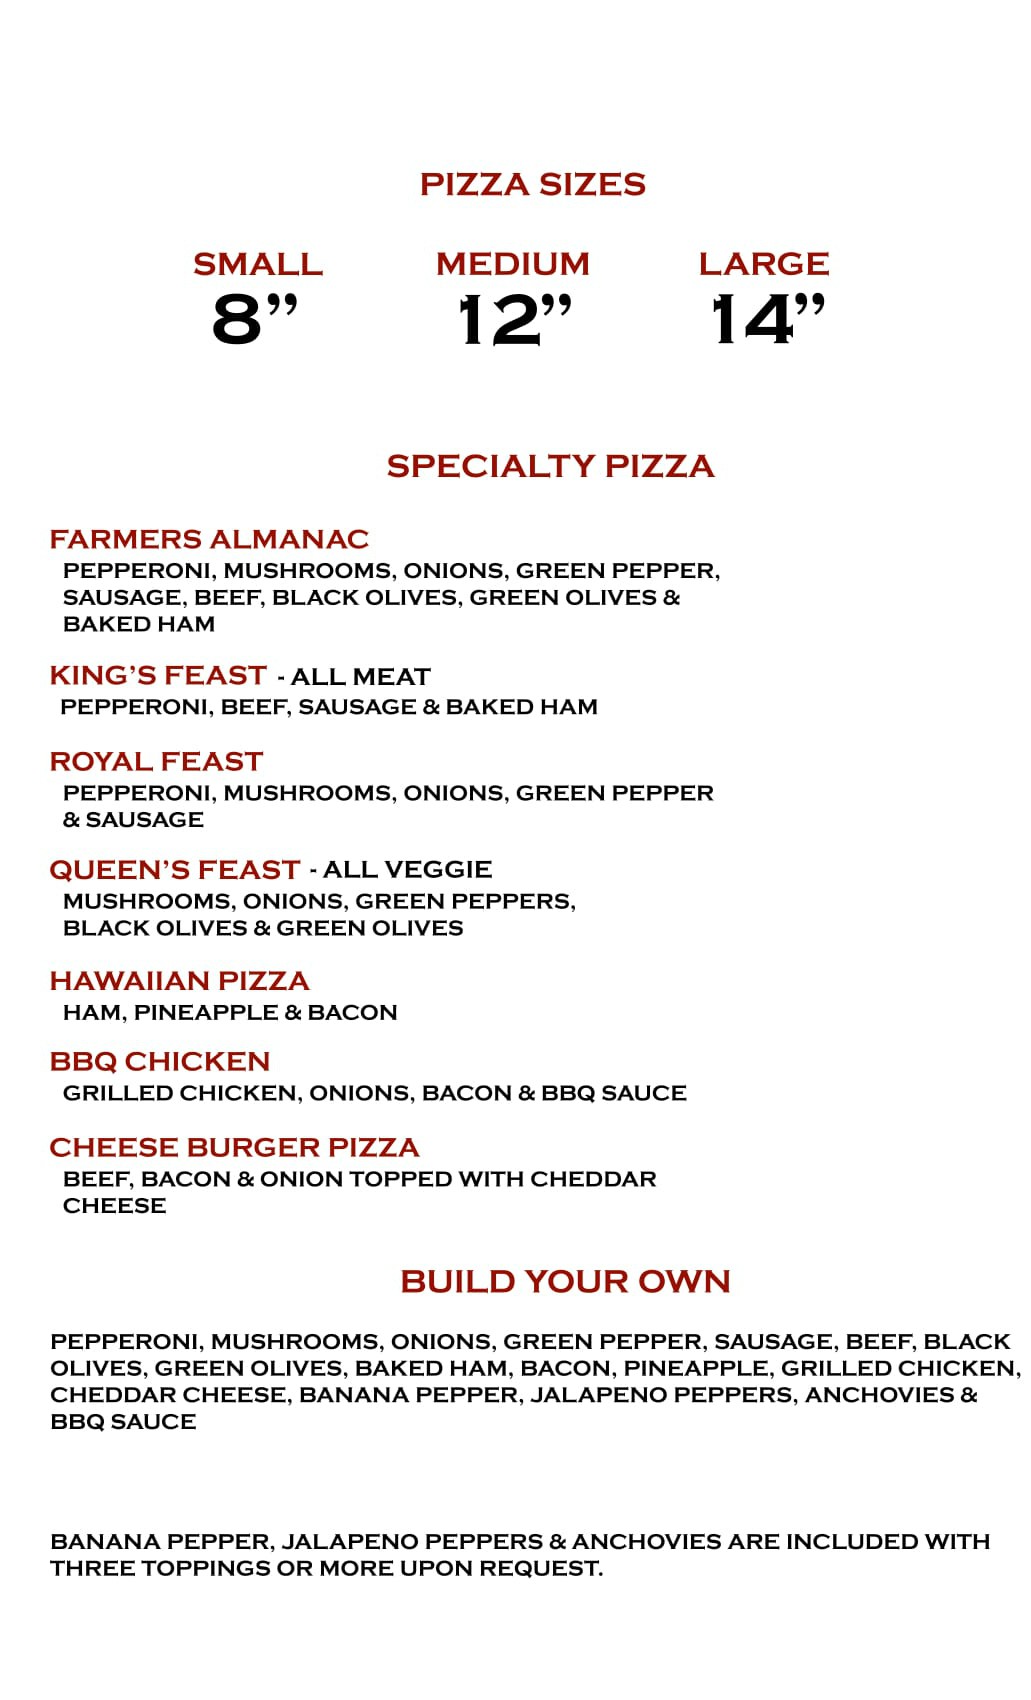 PIZZA SIZES
SMALL MEDIUM LARGE
8” 12” 14”
SPECIALTY PIZZA
FARMERS ALMANAC
PEPPERONI, MUSHROOMS, ONIONS, GREEN PEPPER,
SAUSAGE, BEEF, BLACK OLIVES, GREEN OLIVES &
BAKED HAM
KING’S FEAST - ALL MEAT
PEPPERONI, BEEF, SAUSAGE & BAKED HAM
ROYAL FEAST
PEPPERONI, MUSHROOMS, ONIONS, GREEN PEPPER
& SAUSAGE
QUEEN’S FEAST - ALL VEGGIE
MUSHROOMS, ONIONS, GREEN PEPPERS,
BLACK OLIVES & GREEN OLIVES
HAWAIIAN PIZZA
HAM, PINEAPPLE & BACON
BBQ CHICKEN
GRILLED CHICKEN, ONIONS, BACON & BBQ SAUCE
CHEESE BURGER PIZZA
BEEF, BACON & ONION TOPPED WITH CHEDDAR
CHEESE
BUILD YOUR OWN
PEPPERONI, MUSHROOMS, ONIONS, GREEN PEPPER, SAUSAGE, BEEF, BLACK
OLIVES, GREEN OLIVES, BAKED HAM, BACON, PINEAPPLE, GRILLED CHICKEN,
CHEDDAR CHEESE, BANANA PEPPER, JALAPENO PEPPERS, ANCHOVIES &
BBQ SAUCE
BANANA PEPPER, JALAPENO PEPPERS & ANCHOVIES ARE INCLUDED WITH
THREE TOPPINGS OR MORE UPON REQUEST.